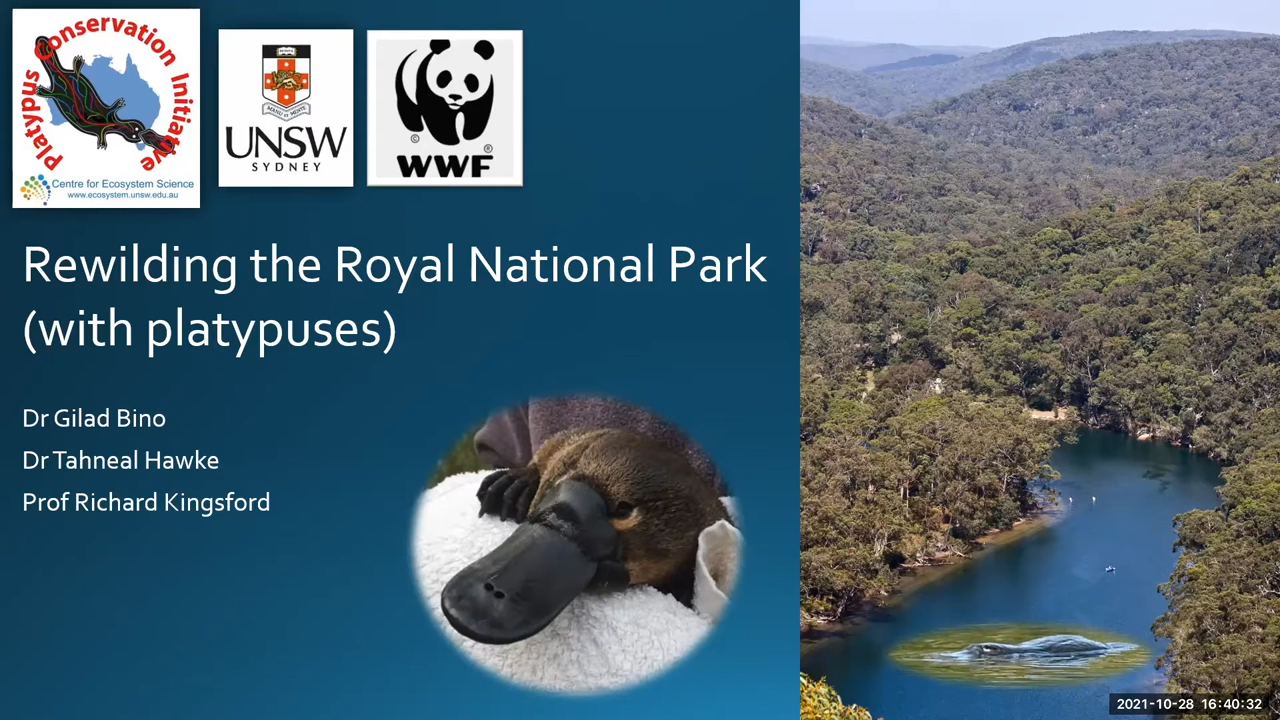 Platypus Conservation Initiative
Centre for Ecosystem Science
www.ecosystem.unsw.edu.au
UNSW
SYDNEY
©
®
WWF
Rewilding the Royal National Park
(with platypuses)
Dr Gilad Bino
Dr Tahneal Hawke
Prof Richard Kingsford
2021-10-28 16:40:32